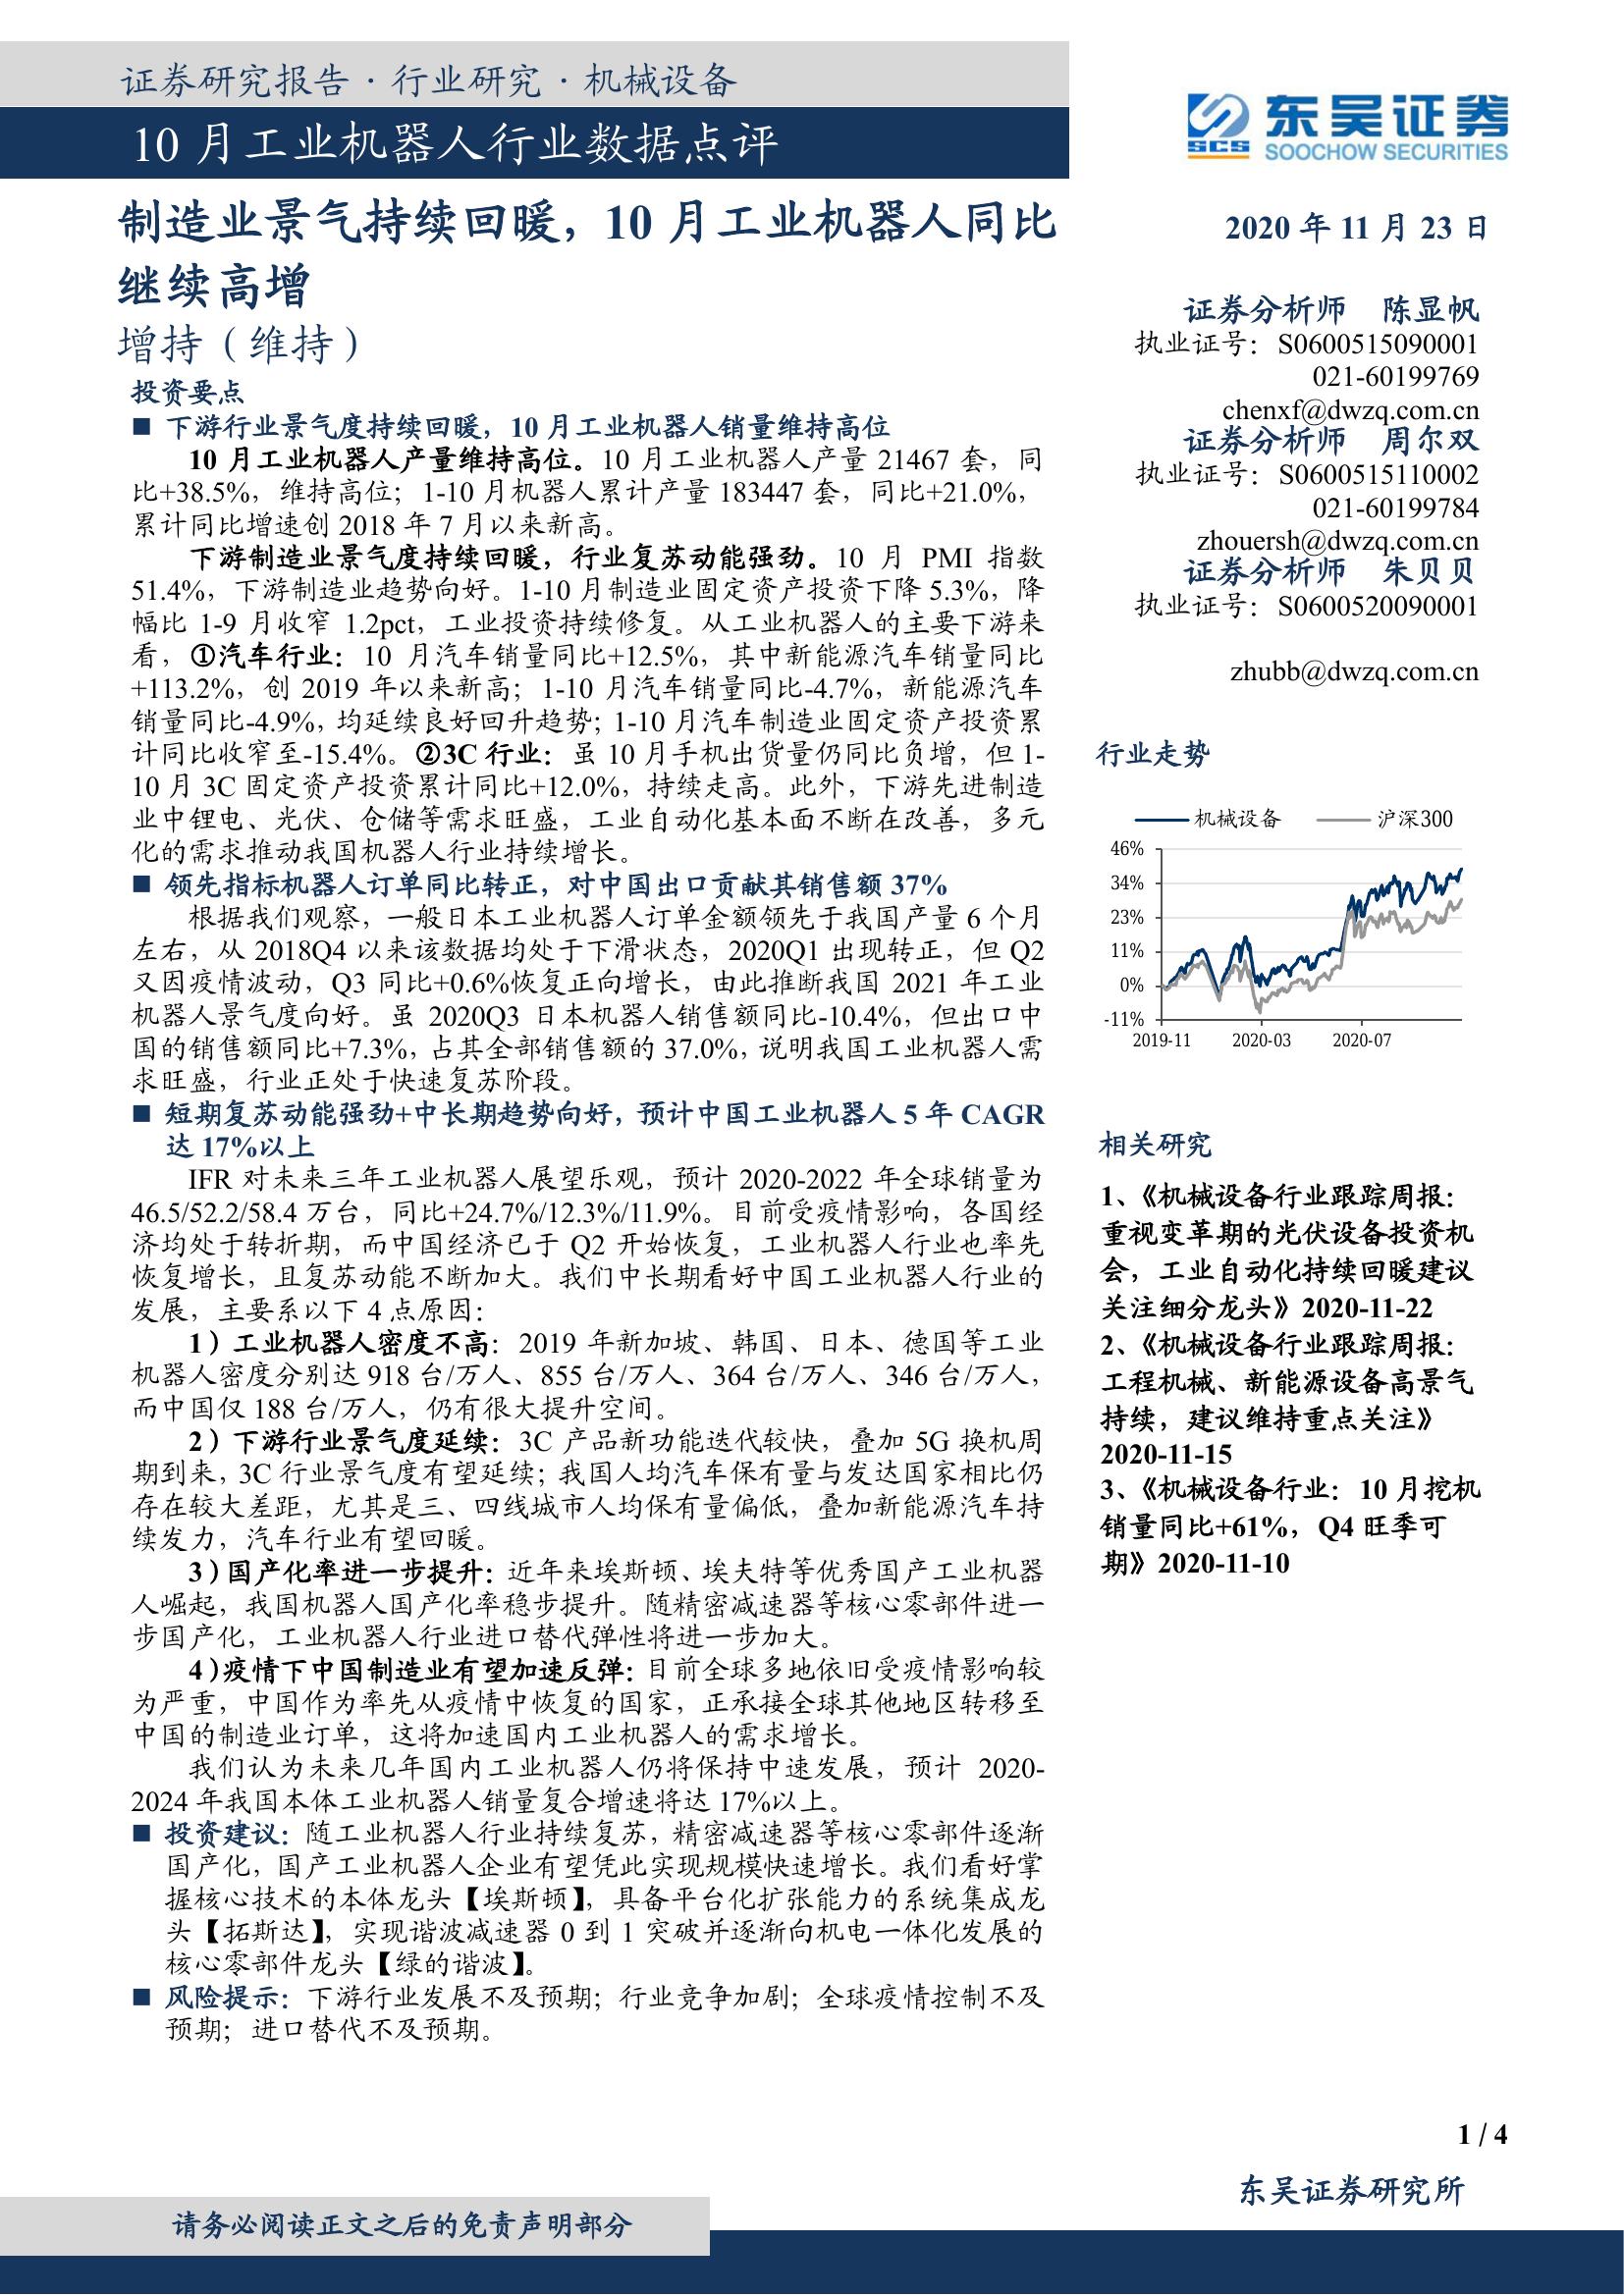 证券研究报告 · 行业研究 · 机械设备
10 月工业机器人行业数据点评
SCS
东吴证券
SOOCHOW SECURITIES
制造业景气持续回暖，10 月工业机器人同比
继续高增
增持（维持）
投资要点
■ 下游行业景气度持续回暖，10 月工业机器人销量维持高位
10 月工业机器人产量维持高位。10 月工业机器人产量 21467 套，同
比+38.5%，维持高位；1-10 月机器人累计产量 183447 套，同比+21.0%，
累计同比增速创 2018 年 7 月以来新高。
下游制造业景气度持续回暖，行业复苏动能强劲。10 月 PMI 指数
51.4%，下游制造业趋势向好。1-10 月制造业固定资产投资下降 5.3%，降
幅比 1-9 月收窄 1.2pct，工业投资持续修复。从工业机器人的主要下游来
看，①汽车行业：10 月汽车销量同比+12.5%，其中新能源汽车销量同比
+113.2%，创 2019 年以来新高；1-10 月汽车销量同比-4.7%，新能源汽车
销量同比-4.9%，均延续良好回升趋势；1-10 月汽车制造业固定资产投资累
计同比收窄至-15.4%。②3C 行业：虽 10 月手机出货量仍同比负增，但 1-
10 月 3C 固定资产投资累计同比+12.0%，持续走高。此外，下游先进制造
业中锂电、光伏、仓储等需求旺盛，工业自动化基本面不断在改善，多元
化的需求推动我国机器人行业持续增长。
■ 领先指标机器人订单同比转正，对中国出口贡献其销售额 37%
根据我们观察，一般日本工业机器人订单金额领先于我国产量 6 个月
左右，从 2018Q4 以来该数据均处于下滑状态，2020Q1 出现转正，但 Q2
又因疫情波动，Q3 同比+0.6%恢复正向增长，由此推断我国 2021 年工业
机器人景气度向好。虽 2020Q3 日本机器人销售额同比-10.4%，但出口中
国的销售额同比+7.3%，占其全部销售额的 37.0%，说明我国工业机器人需
求旺盛，行业正处于快速复苏阶段。
■ 短期复苏动能强劲+中长期趋势向好，预计中国工业机器人 5 年 CAGR
达 17%以上
IFR 对未来三年工业机器人展望乐观，预计 2020-2022 年全球销量为
46.5/52.2/58.4 万台，同比+24.7%/12.3%/11.9%。目前受疫情影响，各国经
济均处于转折期，而中国经济已于 Q2 开始恢复，工业机器人行业也率先
恢复增长，且复苏动能不断加大。我们中长期看好中国工业机器人行业的
发展，主要系以下 4 点原因：
1）工业机器人密度不高：2019 年新加坡、韩国、日本、德国等工业
机器人密度分别达 918 台/万人、855 台/万人、364 台/万人、346 台/万人，
而中国仅 188 台/万人，仍有很大提升空间。
2）下游行业景气度延续：3C 产品新功能迭代较快，叠加 5G 换机周
期到来，3C 行业景气度有望延续；我国人均汽车保有量与发达国家相比仍
存在较大差距，尤其是三、四线城市人均保有量偏低，叠加新能源汽车持
续发力，汽车行业有望回暖。
3）国产化率进一步提升：近年来埃斯顿、埃夫特等优秀国产工业机器
人崛起，我国机器人国产化率稳步提升。随精密减速器等核心零部件进一
步国产化，工业机器人行业进口替代弹性将进一步加大。
4）疫情下中国制造业有望加速反弹：目前全球多地依旧受疫情影响较
为严重，中国作为率先从疫情中恢复的国家，正承接全球其他地区转移至
中国的制造业订单，这将加速国内工业机器人的需求增长。
我们认为未来几年国内工业机器人仍将保持中速发展，预计 2020-
2024 年我国本体工业机器人销量复合增速将达 17%以上。
■ 投资建议：随工业机器人行业持续复苏，精密减速器等核心零部件逐渐
国产化，国产工业机器人企业有望凭此实现规模快速增长。我们看好掌
握核心技术的本体龙头【埃斯顿】，具备平台化扩张能力的系统集成龙
头【拓斯达】，实现谐波减速器 0 到 1 突破并逐渐向机电一体化发展的
核心零部件龙头【绿的谐波】。
■ 风险提示：下游行业发展不及预期；行业竞争加剧；全球疫情控制不及
预期；进口替代不及预期。
2020 年 11 月 23 日
证券分析师 陈显帆
执业证号：S0600515090001
021-60199769
chenxf@dwzq.com.cn
证券分析师 周尔双
执业证号：S0600515110002
021-60199784
zhouersh@dwzq.com.cn
证券分析师 朱贝贝
执业证号：S0600520090001
zhubb@dwzq.com.cn
行业走势
机械设备 沪深300
46%
34%
23%
11%
0%
-11%
2019-11 2020-03 2020-07
相关研究
1、《机械设备行业跟踪周报：
重视变革期的光伏设备投资机
会，工业自动化持续回暖建议
关注细分龙头》2020-11-22
2、《机械设备行业跟踪周报：
工程机械、新能源设备高景气
持续，建议维持重点关注》
2020-11-15
3、《机械设备行业：10 月挖机
销量同比+61%，Q4 旺季可
期》2020-11-10
1 / 4
东吴证券研究所
请务必阅读正文之后的免责声明部分